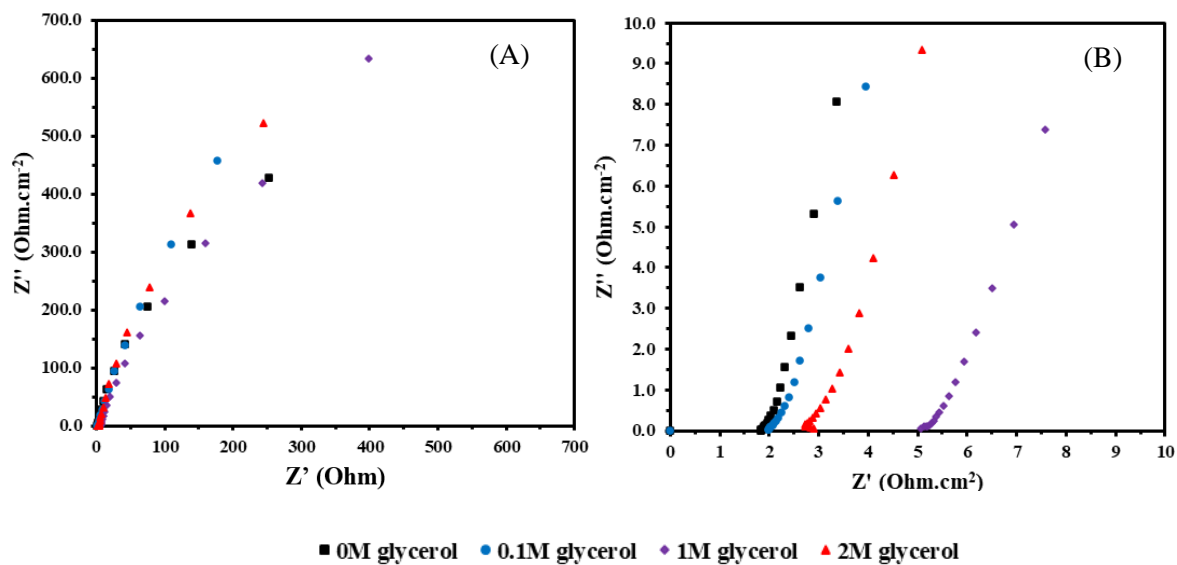 (A)
Z'' (Ohm.cm-2)
700.0
600.0
500.0
400.0
300.0
200.0
100.0
0.0
0 100 200 300 400 500 600 700
Z’ (Ohm)
(B)
Z'' (Ohm.cm-2)
10.0
9.0
8.0
7.0
6.0
5.0
4.0
3.0
2.0
1.0
0.0
0 1 2 3 4 5 6 7 8 9 10
Z' (Ohm.cm2)
0M glycerol 0.1M glycerol 1M glycerol 2M glycerol